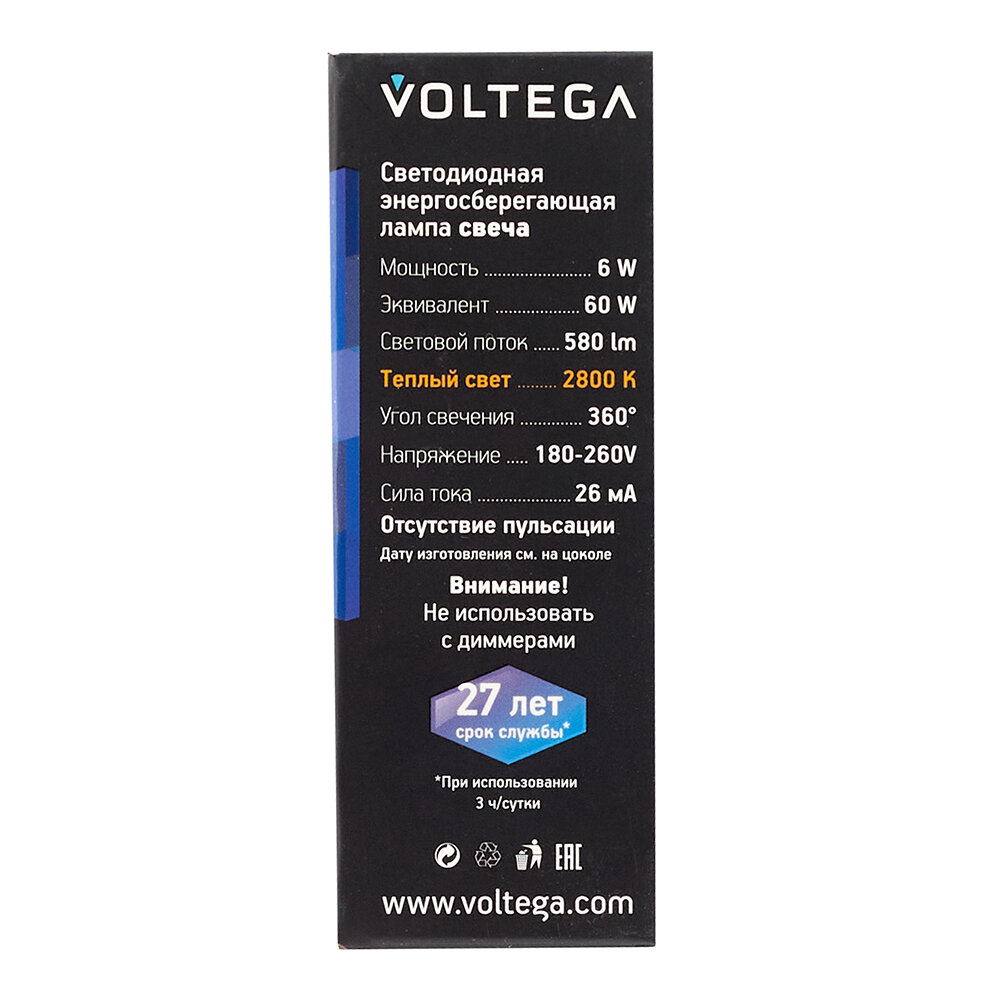 VOLTEGA
Светодиодная
энергосберегающая
лампа свеча
Мощность ........................ 6 W
Эквивалент ................... 60 W
Световой поток ...... 580 lm
Теплый свет ......... 2800 K
Угол свечения .............. 360°
Напряжение ..... 180-260V
Сила тока .................... 26 мА
Отсутствие пульсации
Дату изготовления см. на цоколе
Внимание!
Не использовать
с диммерами
27 лет
срок службы*
*При использовании
3 ч/сутки
EAC
www.voltega.com